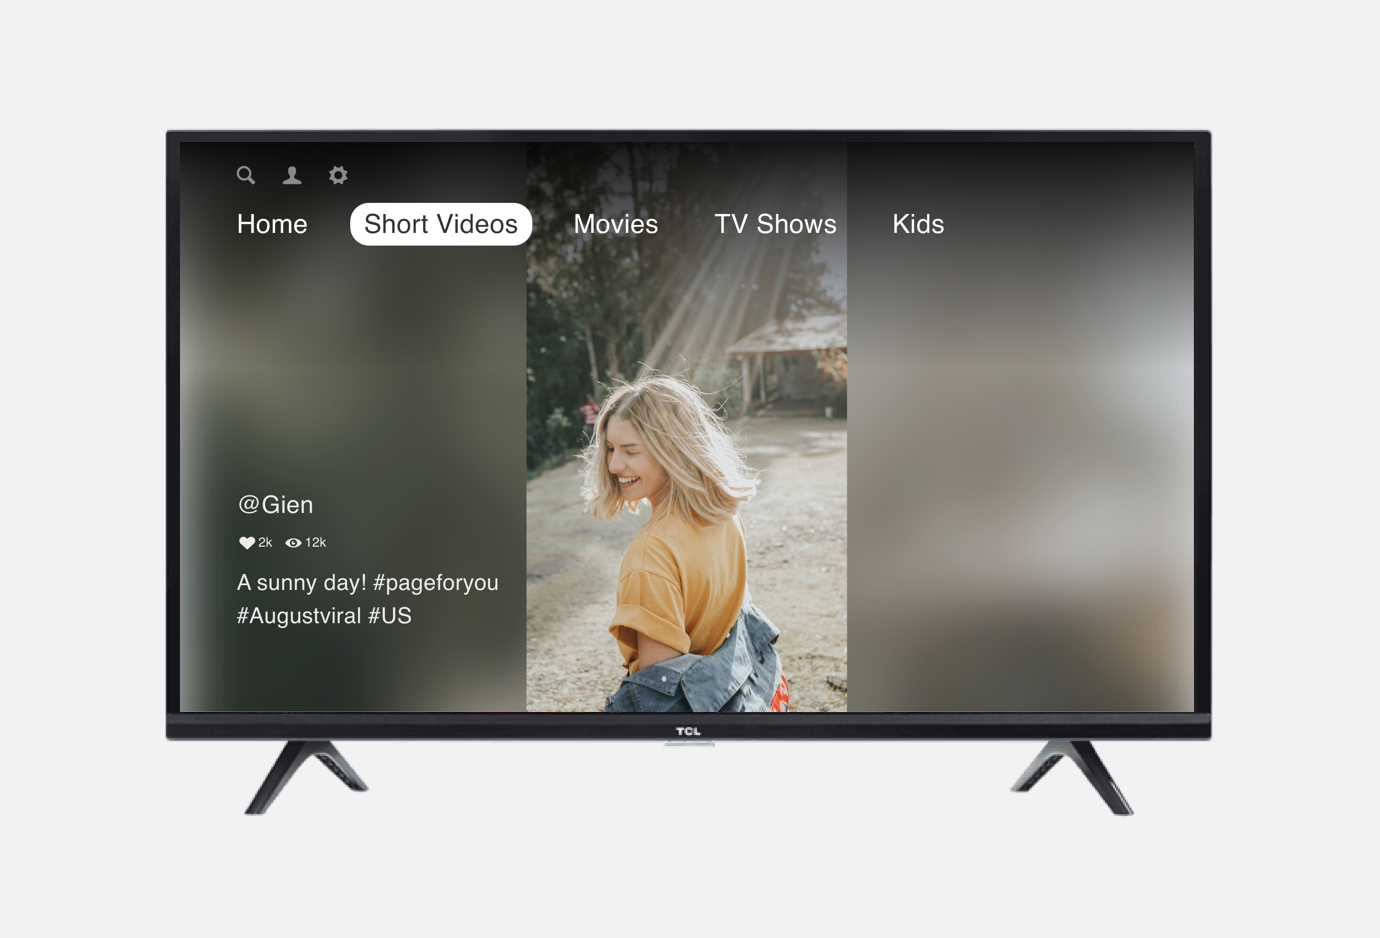 Home Short Videos Movies TV Shows Kids
@Gien
2k 12k
A sunny day! #pageforyou
#Augustviral #US
TCL